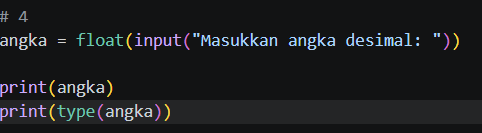 # 4
angka = float(input("Masukkan angka desimal: "))
print(angka)
print(type(angka))